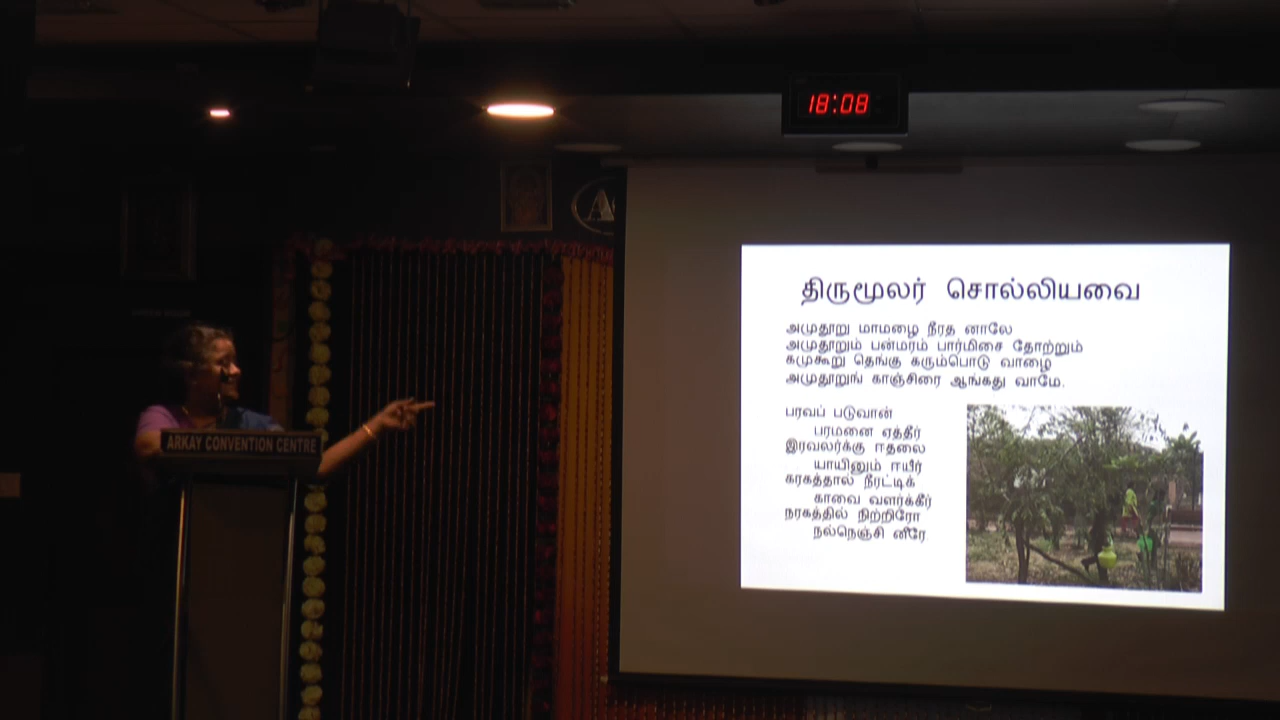 18:08
திருமூலர் சொல்லியவை
அமுதூறு மாமழை நீரத னாலே
அமுதூறும் பன்மரம் பார்மிசை தோற்றும்
கமுகூறு தெங்கு கரும்பொடு வாழை
அமுதூறுங் காஞ்சிரை ஆங்கது வாமே.
பரவப் படுவான்
பரமனை ஏத்தீர்
இரவலர்க்கு ஈதலை
யாயினும் ஈயீர்
கரகத்தால் நீரட்டிக்
காவை வளர்க்கீர்
நரகத்தில் நிற்றிரோ
நல்நெஞ்சி னீரே
ARKAY CONVENTION CENTRE